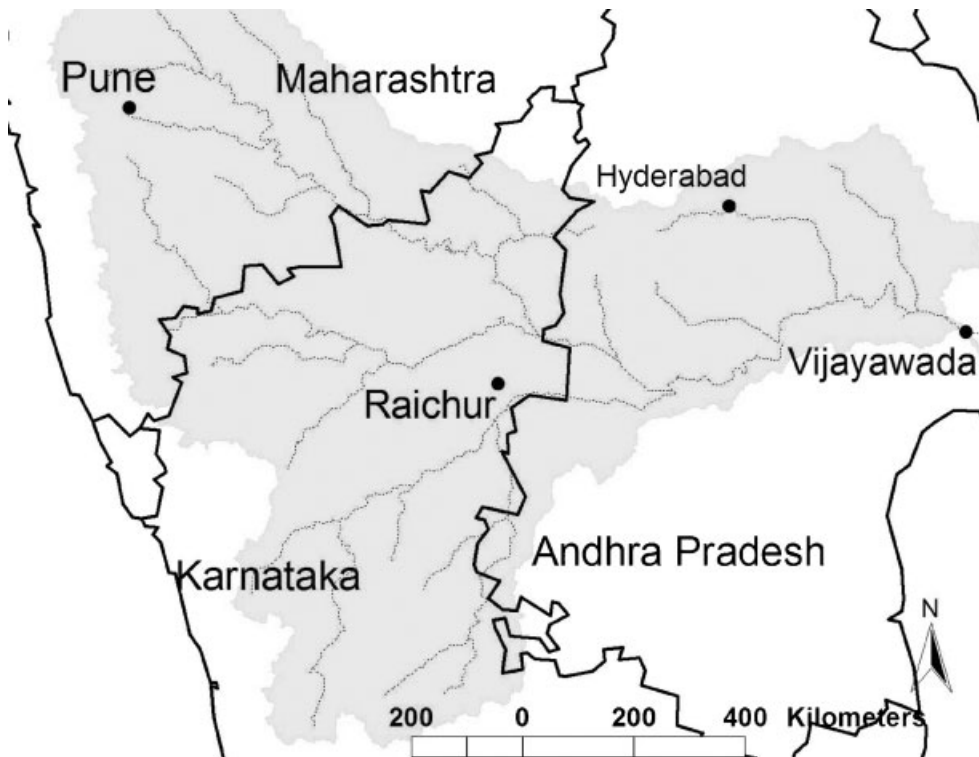 Pune
Maharashtra
Hyderabad
Vijayawada
Raichur
Andhra Pradesh
Karnataka
N
200 0 200 400 Kilometers